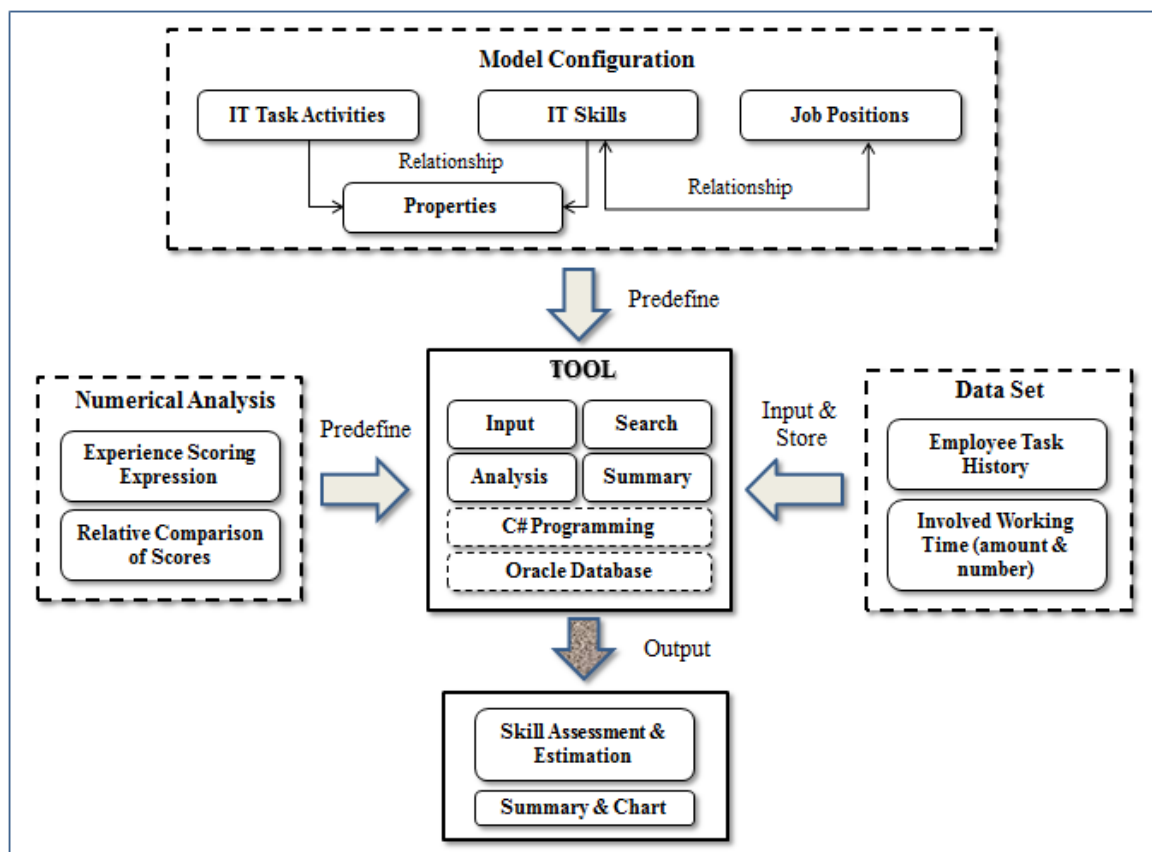 Model Configuration
IT Task Activities
IT Skills
Job Positions
Relationship
Relationship
Properties
Predefine
TOOL
Input
Search
Analysis
Summary
C# Programming
Oracle Database
Numerical Analysis
Experience Scoring
Expression
Relative Comparison
of Scores
Predefine
Input &
Store
Data Set
Employee Task
History
Involved Working
Time (amount &
number)
Output
Skill Assessment &
Estimation
Summary & Chart